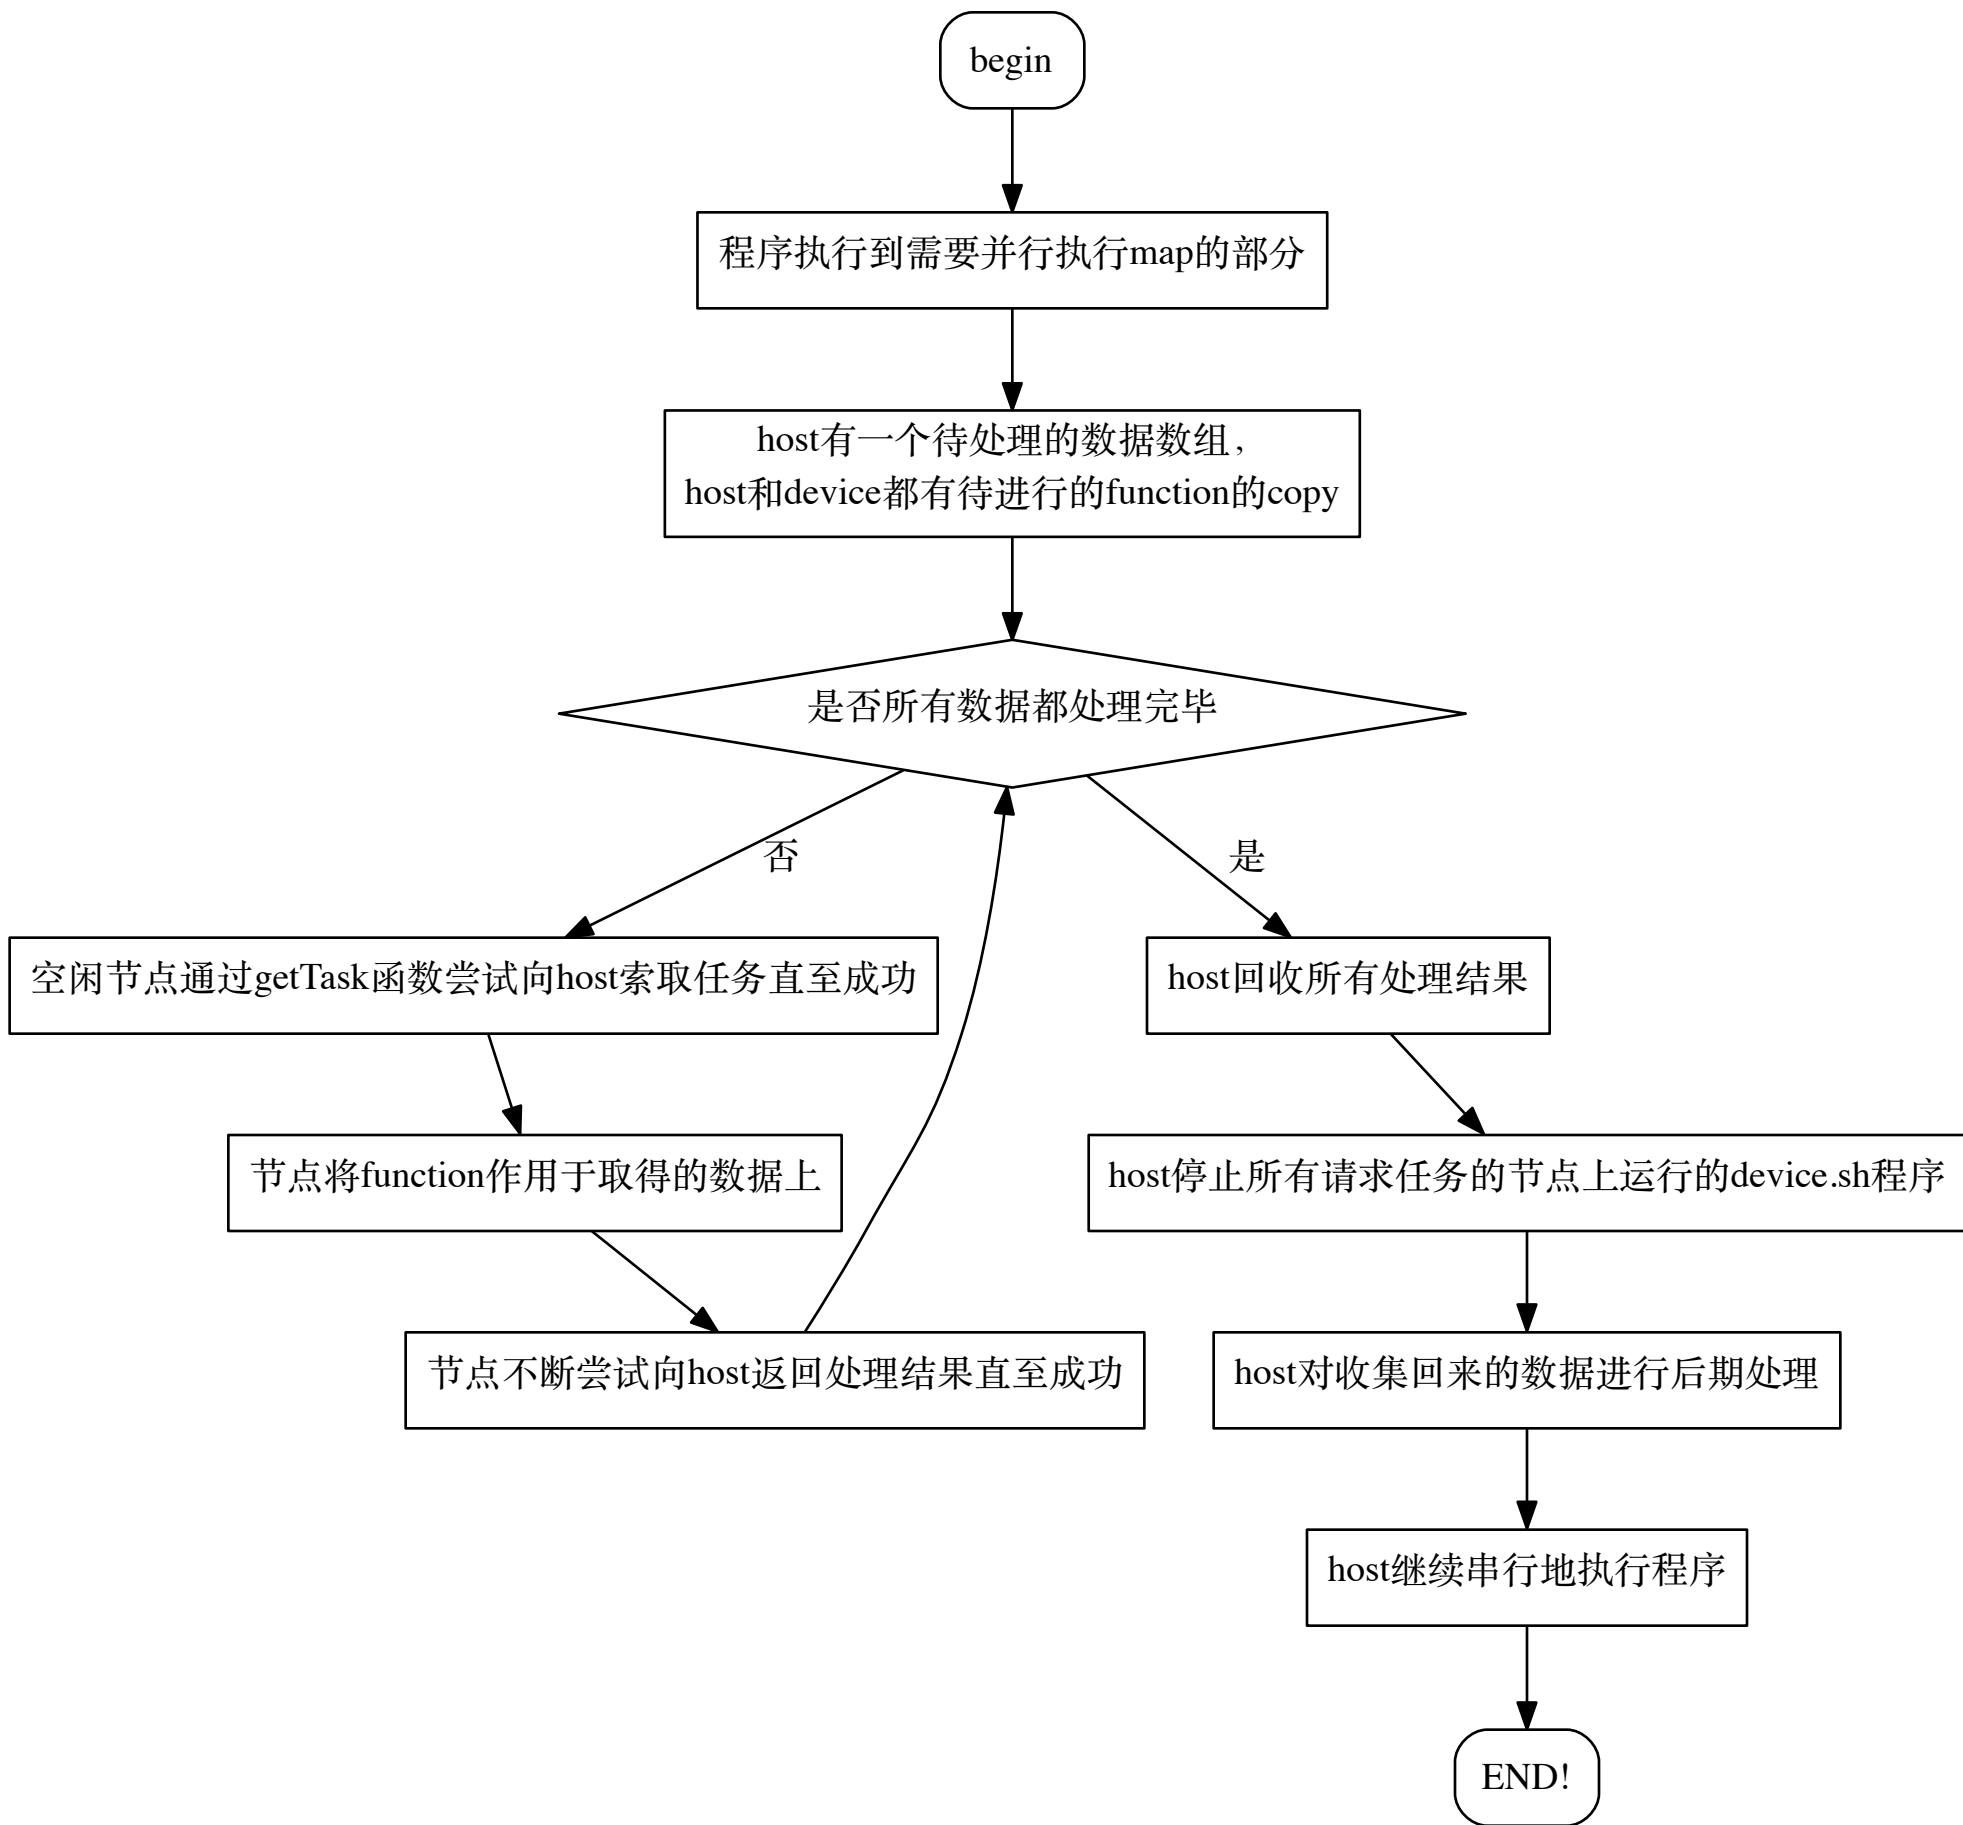 begin
程序执行到需要并行执行map的部分
host有一个待处理的数据数组，
host和device都有待进行的function的copy
是否所有数据都处理完毕
否
是
空闲节点通过getTask函数尝试向host索取任务直至成功
host回收所有处理结果
节点将function作用于取得的数据上
host停止所有请求任务的节点上运行的device.sh程序
节点不断尝试向host返回处理结果直至成功
host对收集回来的数据进行后期处理
host继续串行地执行程序
END!